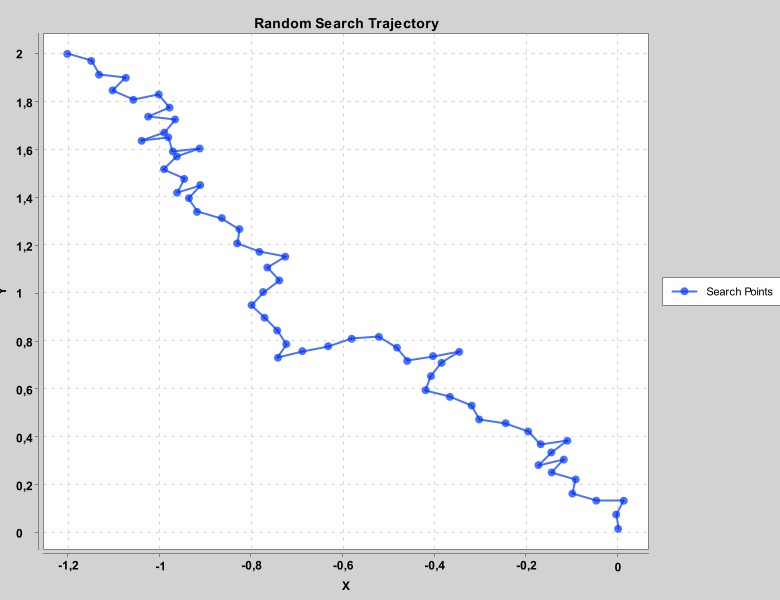 Random Search Trajectory
2
1,8
1,6
1,4
1,2
1
0,8
0,6
0,4
0,2
0
Y
-1,2 -1 -0,8 -0,6 -0,4 -0,2 0
X
Search Points